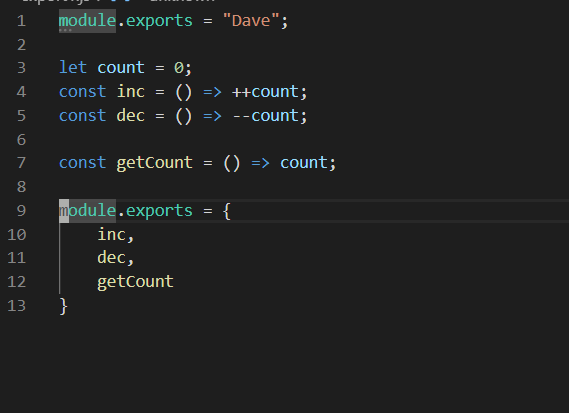 1 module.exports = "Dave";
2
3 let count = 0;
4 const inc = () => ++count;
5 const dec = () => --count;
6
7 const getCount = () => count;
8
9 module.exports = {
10 inc,
11 dec,
12 getCount
13 }